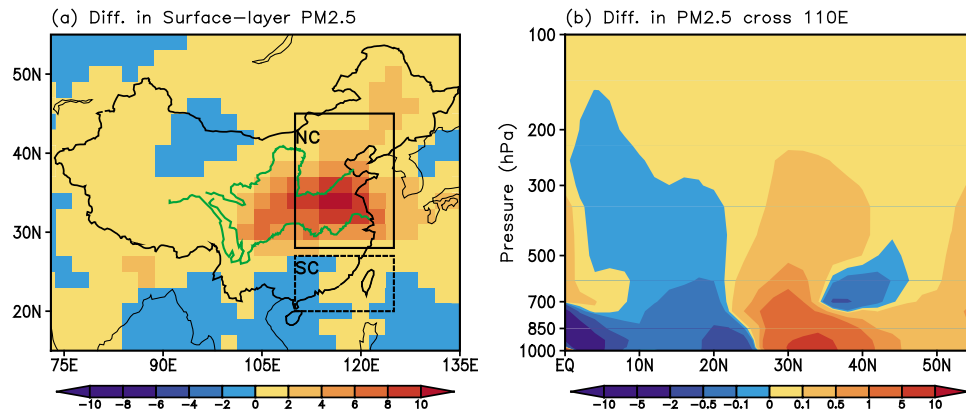 (a) Diff. in Surface-layer PM2.5
50N
40N
30N
20N
NC
SC
75E 90E 105E 120E 135E
-10 -8 -6 -4 -2 0 2 4 6 8 10
(b) Diff. in PM2.5 cross 110E
Pressure (hPa)
100
200
300
500
700
850
1000
EQ 10N 20N 30N 40N 50N
-10 -5 -2 -0.5 -0.1 0 0.1 0.5 1 5 10